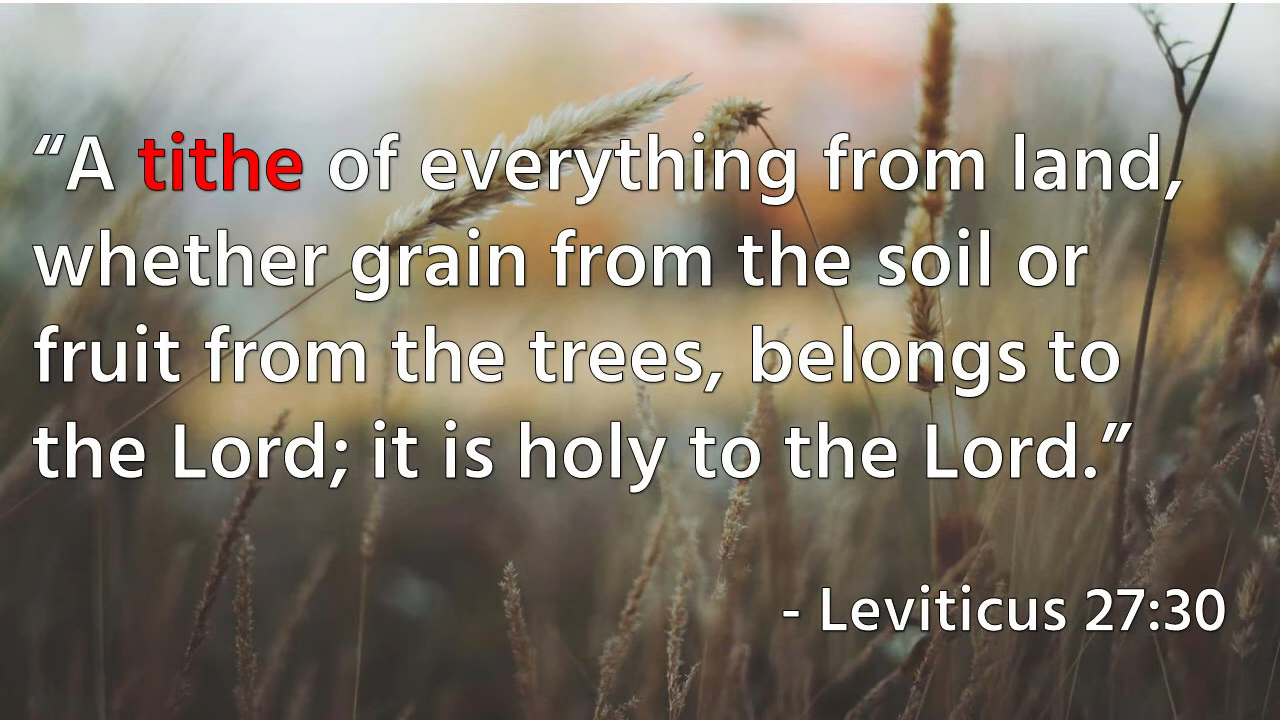 “A tithe of everything from land,
whether grain from the soil or
fruit from the trees, belongs to
the Lord; it is holy to the Lord.”
- Leviticus 27:30